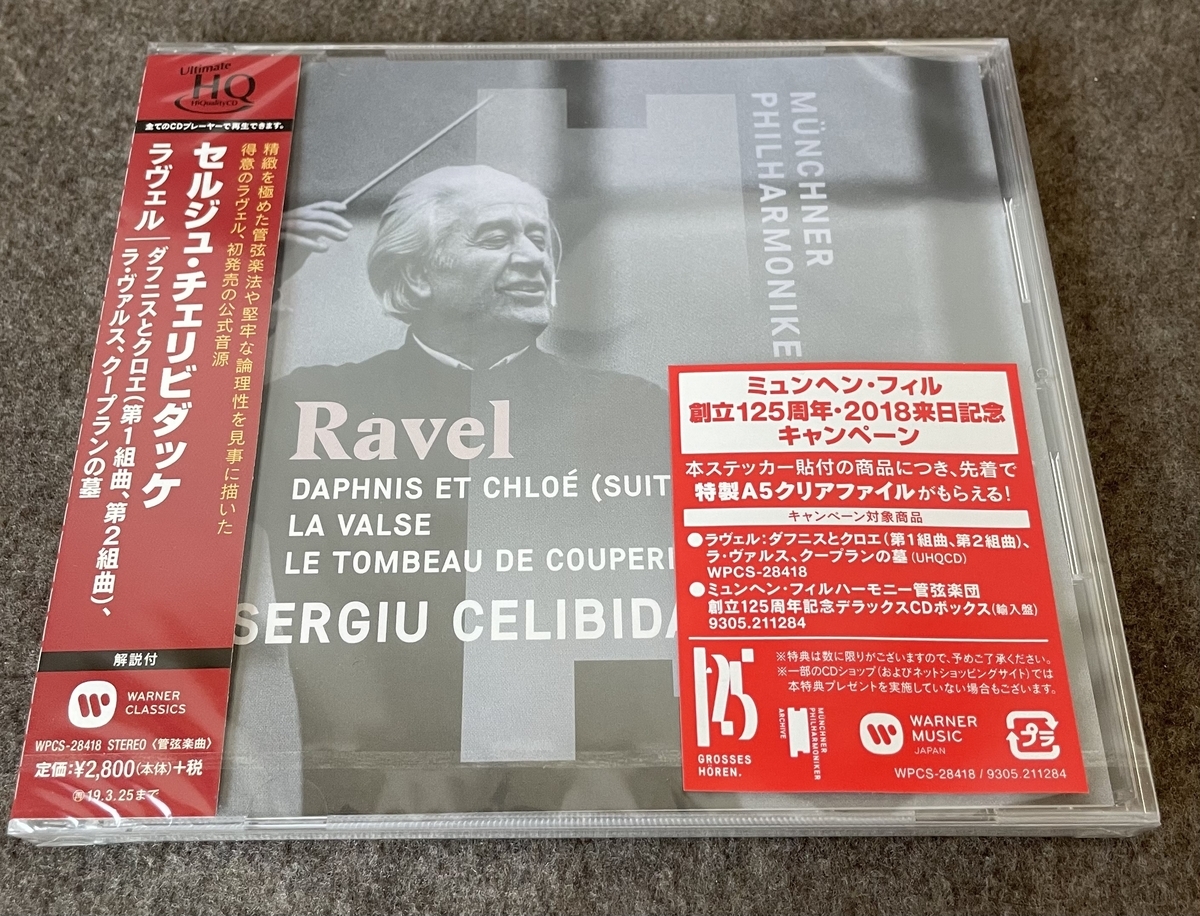 Ultimate
HQ
HiQualityCD
全てのCDプレーヤーで再生できます。
精緻を極めた管弦楽法や堅牢な論理性を見事に描いた
得意のラヴェル、初発売の公式音源
セルジュ・チェリビダッケ
ラヴェル
ダフニスとクロエ(第1組曲、第2組曲)、
ラ・ヴァルス、クープランの墓
解説付
WARNER
CLASSICS
WPCS-28418 STEREO〈管弦楽曲〉
定価:¥2,800(本体)+税
㋐19.3.25まで
MÜNCHNER
PHILHARMONIKE
Ravel
DAPHNIS ET CHLOÉ (SUIT
LA VALSE
LE TOMBEAU DE COUPERI
SERGIU CELIBIDA
ミュンヘン・フィル
創立125周年・2018来日記念
キャンペーン
本ステッカー貼付の商品につき、先着で
特製A5クリアファイルがもらえる!
キャンペーン対象商品
●ラヴェル:ダフニスとクロエ(第1組曲、第2組曲)、
ラ・ヴァルス、クープランの墓(UHQCD)
WPCS-28418
●ミュンヘン・フィルハーモニー管弦楽団
創立125周年記念デラックスCDボックス(輸入盤)
9305.211284
※特典は数に限りがございますので、予めご了承ください。
※一部のCDショップ(およびネットショッピングサイト)では
本特典プレゼントを実施していない場合もございます。
125
GROSSES
HÖREN.
MÜNCHNER
PHILHARMONIKER
ARCHIVE
WARNER
MUSIC
JAPAN
プラ
WPCS-28418 / 9305.211284